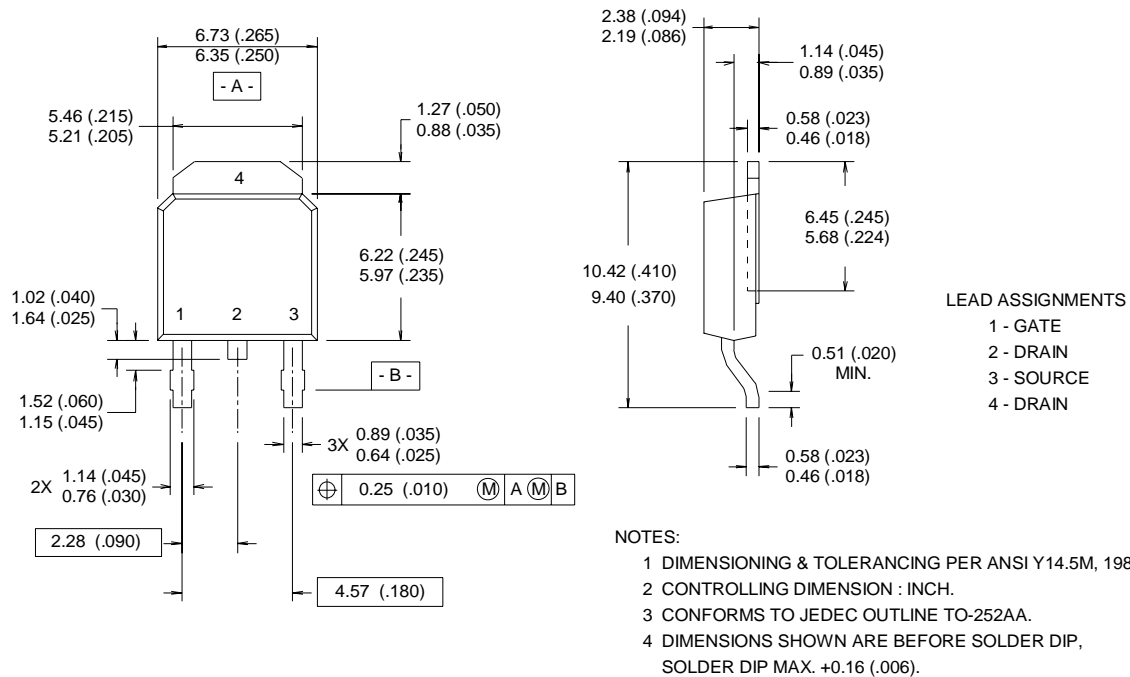 6.73 (.265)
6.35 (.250)
- A -
5.46 (.215)
5.21 (.205)
1.27 (.050)
0.88 (.035)
4
6.22 (.245)
5.97 (.235)
1.02 (.040)
1.64 (.025)
1 2 3
- B -
1.52 (.060)
1.15 (.045)
3X 0.89 (.035)
0.64 (.025)
2X 1.14 (.045)
0.76 (.030)
⌖ 0.25 (.010) Ⓜ A Ⓜ B
2.28 (.090)
4.57 (.180)
2.38 (.094)
2.19 (.086)
1.14 (.045)
0.89 (.035)
0.58 (.023)
0.46 (.018)
6.45 (.245)
5.68 (.224)
10.42 (.410)
9.40 (.370)
0.51 (.020)
MIN.
0.58 (.023)
0.46 (.018)
LEAD ASSIGNMENTS
1 - GATE
2 - DRAIN
3 - SOURCE
4 - DRAIN
NOTES:
1 DIMENSIONING & TOLERANCING PER ANSI Y14.5M, 198
2 CONTROLLING DIMENSION : INCH.
3 CONFORMS TO JEDEC OUTLINE TO-252AA.
4 DIMENSIONS SHOWN ARE BEFORE SOLDER DIP,
SOLDER DIP MAX. +0.16 (.006).